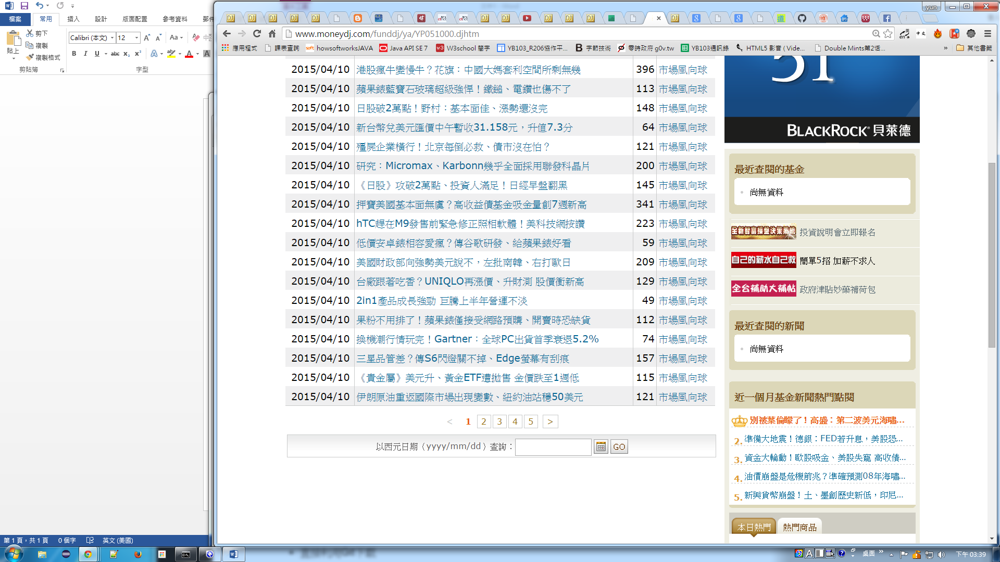 yun
檔案 常用 插入 設計 版面配置 參考資料
剪下
複製
複製格式
貼上
剪貼簿
Calibri (本文) 12
字型
www.moneydj.com/funddj/ya/YP051000.djhtm
應用程式 課表查詢 howsoftworksJAVA Java API SE 7 W3school 簡字 YB103_R206協作平... 字節技術 零時政府 g0v.tw YB103通訊錄 HTML5 影音 ( Vide... Double Mints第2话... » 其他書籤
2015/04/10 港股瘋牛變慢牛？花旗：中國大媽套利空間所剩無幾 396 市場風向球
2015/04/10 蘋果錶藍寶石玻璃超級強悍！鐵鎚、電鑽也傷不了 113 市場風向球
2015/04/10 日股破2萬點！野村：基本面佳、漲勢還沒完 148 市場風向球
2015/04/10 新台幣兌美元匯價中午暫收31.158元，升值7.3分 64 市場風向球
2015/04/10 殭屍企業橫行！北京每倒必救、債市沒在怕？ 121 市場風向球
2015/04/10 研究：Micromax、Karbonn幾乎全面採用聯發科晶片 200 市場風向球
2015/04/10 《日股》攻破2萬點、投資人滿足！日經早盤翻黑 145 市場風向球
2015/04/10 押寶美國基本面無虞？高收益債基金吸金量創7週新高 341 市場風向球
2015/04/10 hTC趕在M9發售前緊急修正照相軟體！美科技網按讚 223 市場風向球
2015/04/10 低價安卓錶相容愛瘋？傳谷歌研發、給蘋果錶好看 59 市場風向球
2015/04/10 美國財政部向強勢美元說不，左批南韓、右打歐日 209 市場風向球
2015/04/10 台廠跟著吃香？UNIQLO再漲價、升財測 股價衝新高 129 市場風向球
2015/04/10 2in1產品成長強勁 巨騰上半年營運不淡 49 市場風向球
2015/04/10 果粉不用排了！蘋果錶僅接受網路預購、開賣時恐缺貨 112 市場風向球
2015/04/10 換機潮行情玩完！Gartner：全球PC出貨首季衰退5.2% 74 市場風向球
2015/04/10 三星品管差？傳S6閃燈關不掉、Edge螢幕有刮痕 157 市場風向球
2015/04/10 《貴金屬》美元升、黃金ETF遭拋售 金價跌至1週低 115 市場風向球
2015/04/10 伊朗原油重返國際市場出現變數、紐約油站穩50美元 121 市場風向球
< 1 2 3 4 5 >
以西元日期（yyyy/mm/dd）查詢： GO
BLACKROCK 貝萊德
最近查閱的基金
尚無資料
全新智富操盤決策系統 投資說明會立即報名
自己的薪水自己救 簡單5招 加薪不求人
全台補助大補帖 政府津貼妙藥補荷包
最近查閱的新聞
尚無資料
近一個月基金新聞熱門點閱
別被葉倫矇了！高盛：第二波美元海嘯...
2. 準備大地震！德銀：FED若升息，美股恐...
3. 資金大輪動！歐股吸金、美股失寵 高收債...
4. 油價崩盤是危機前兆？準確預測08年海嘯...
5. 新興貨幣崩盤！土、墨創歷史新低，印尼...
本日熱門 熱門商品
第 1 頁，共 1 頁 0 個字 英文 (美國)
桌面 » 下午 03:39